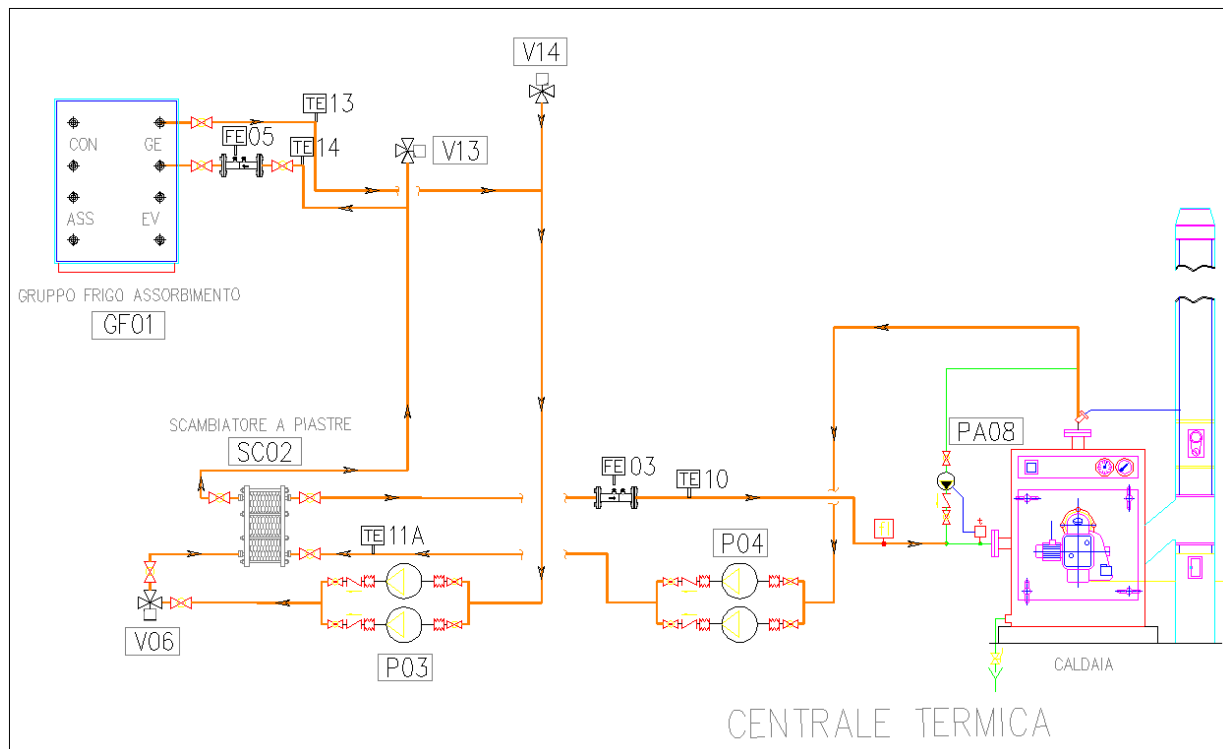 V14
TE 13
FE 05
TE 14
V13
CON
GE
ASS
EV
GRUPPO FRIGO ASSORBIMENTO
GF01
SCAMBIATORE A PIASTRE
SC02
PA08
FE 03
TE 10
TE 11A
P04
t
V06
P03
CALDAIA
CENTRALE TERMICA